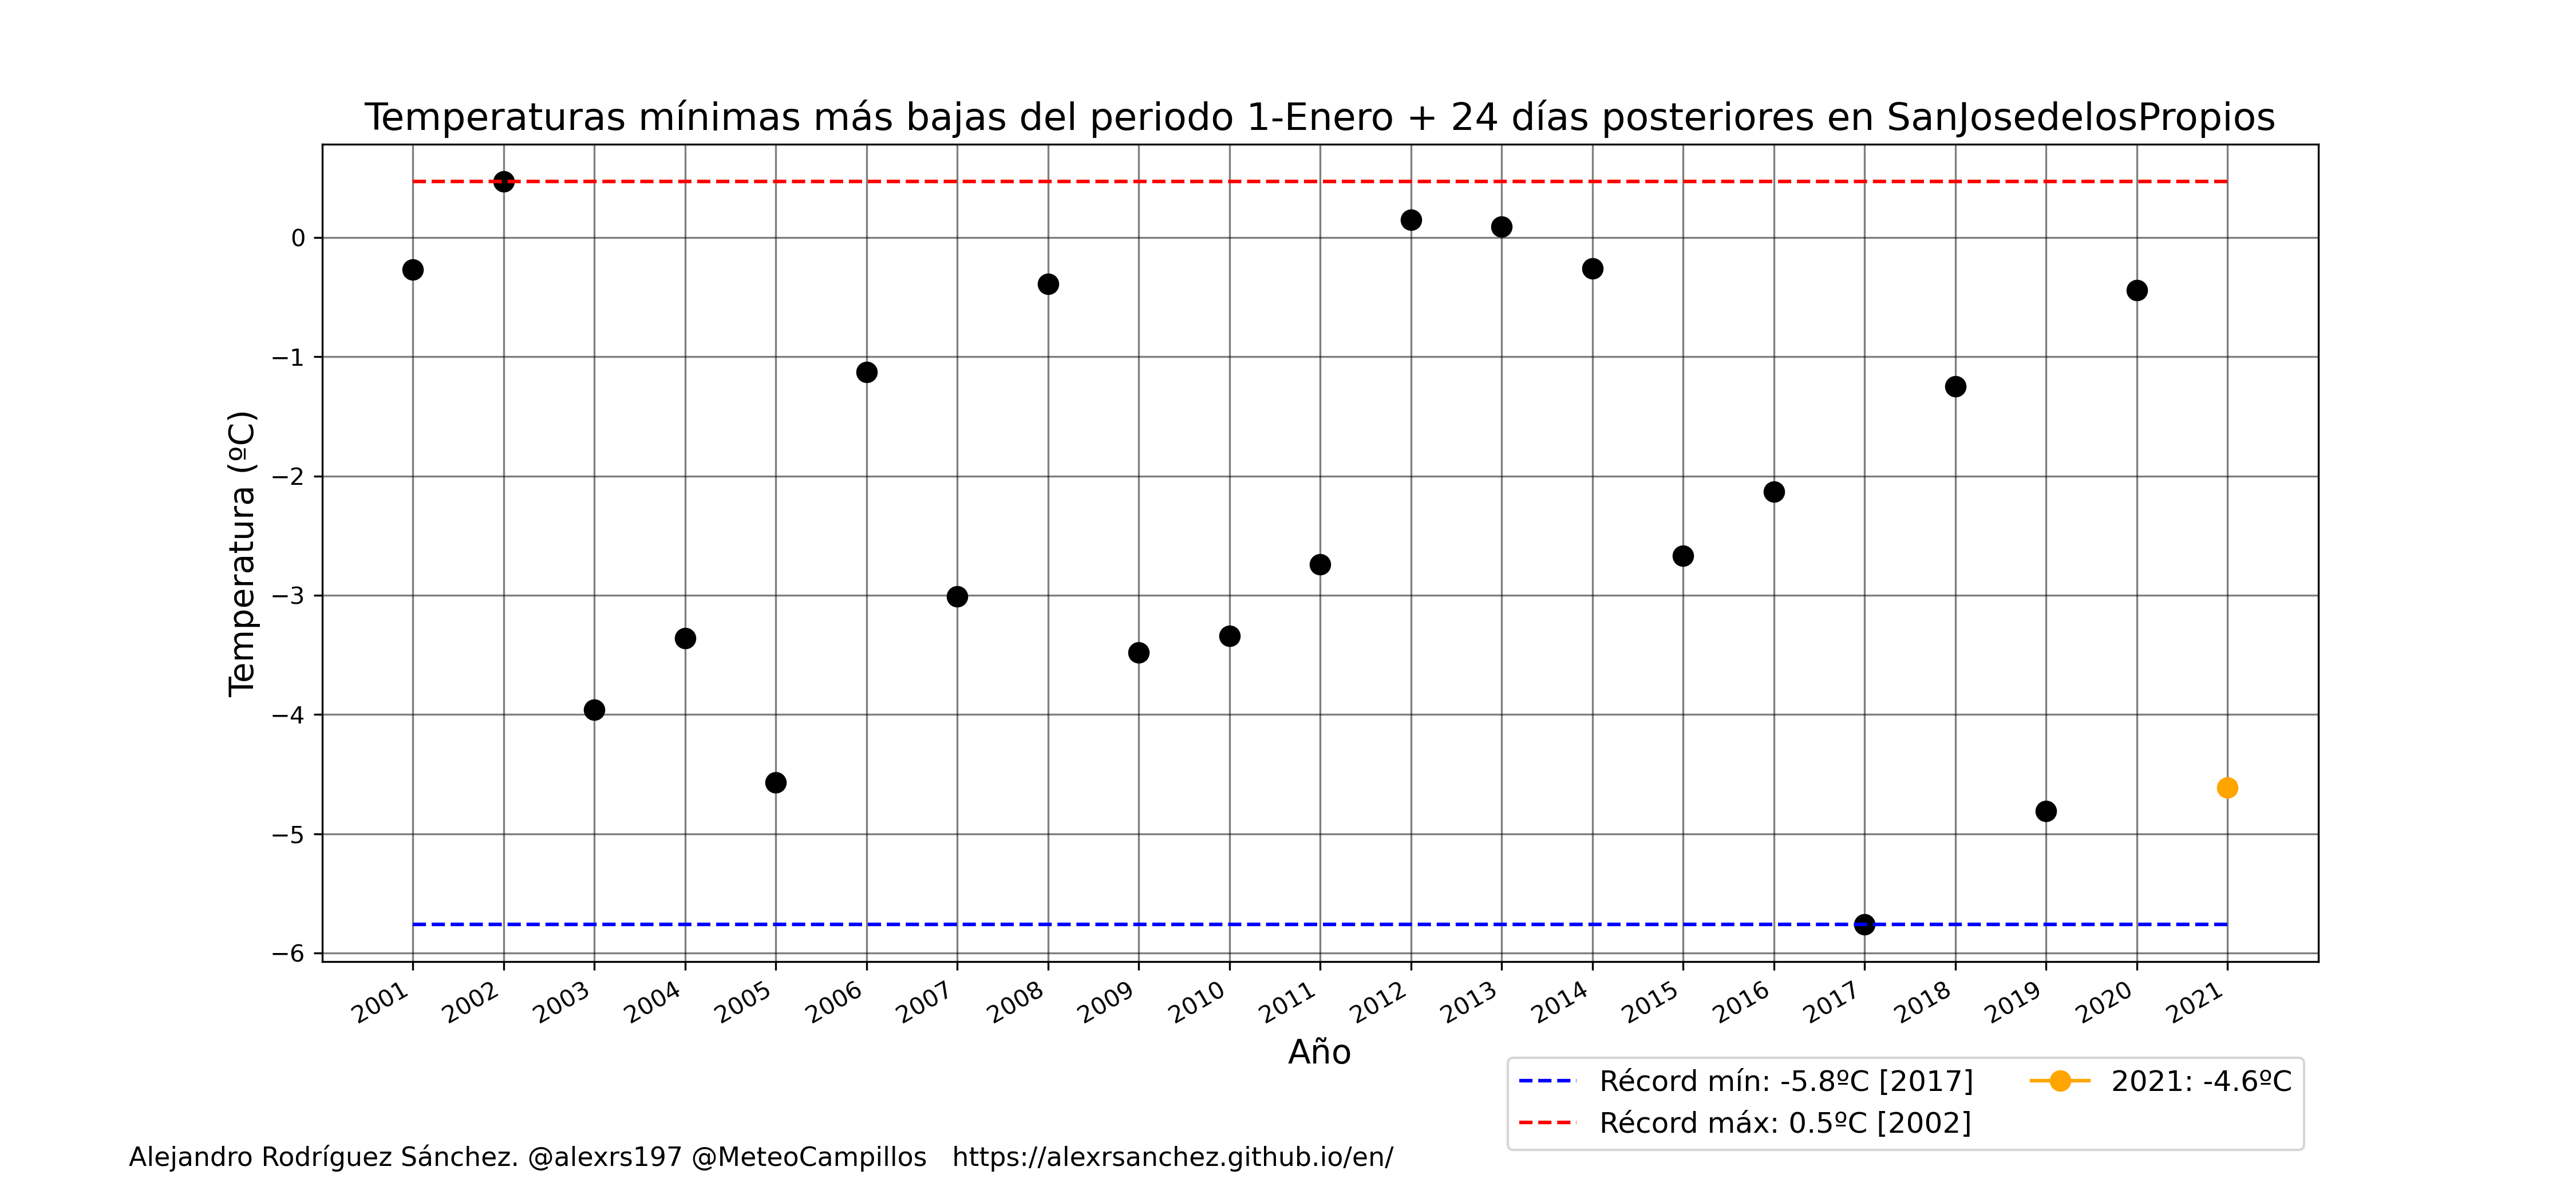 Temperaturas mínimas más bajas del periodo 1-Enero + 24 días posteriores en SanJosedelosPropios
Temperatura (ºC)
0
−1
−2
−3
−4
−5
−6
2001 2002 2003 2004 2005 2006 2007 2008 2009 2010 2011 2012 2013 2014 2015 2016 2017 2018 2019 2020 2021
Año
Récord mín: -5.8ºC [2017]
Récord máx: 0.5ºC [2002]
2021: -4.6ºC
Alejandro Rodríguez Sánchez. @alexrs197 @MeteoCampillos https://alexrsanchez.github.io/en/